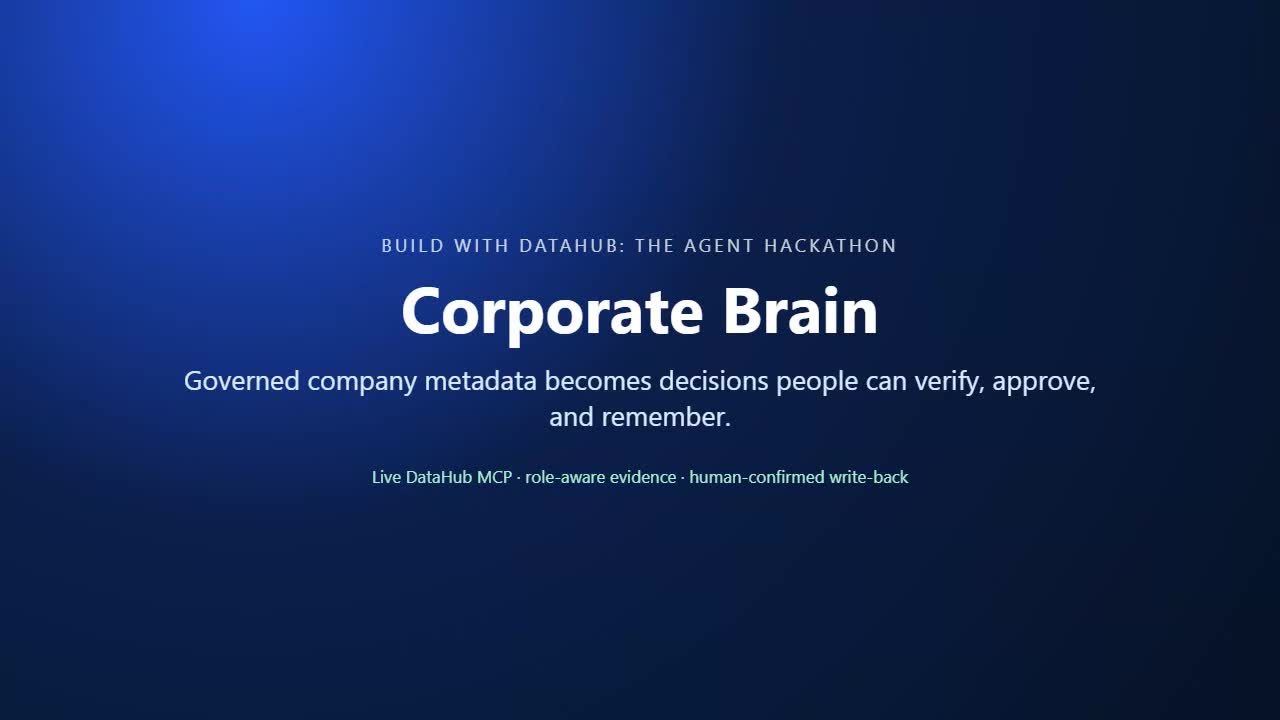 BUILD WITH DATAHUB: THE AGENT HACKATHON
Corporate Brain
Governed company metadata becomes decisions people can verify, approve,
and remember.
Live DataHub MCP · role-aware evidence · human-confirmed write-back